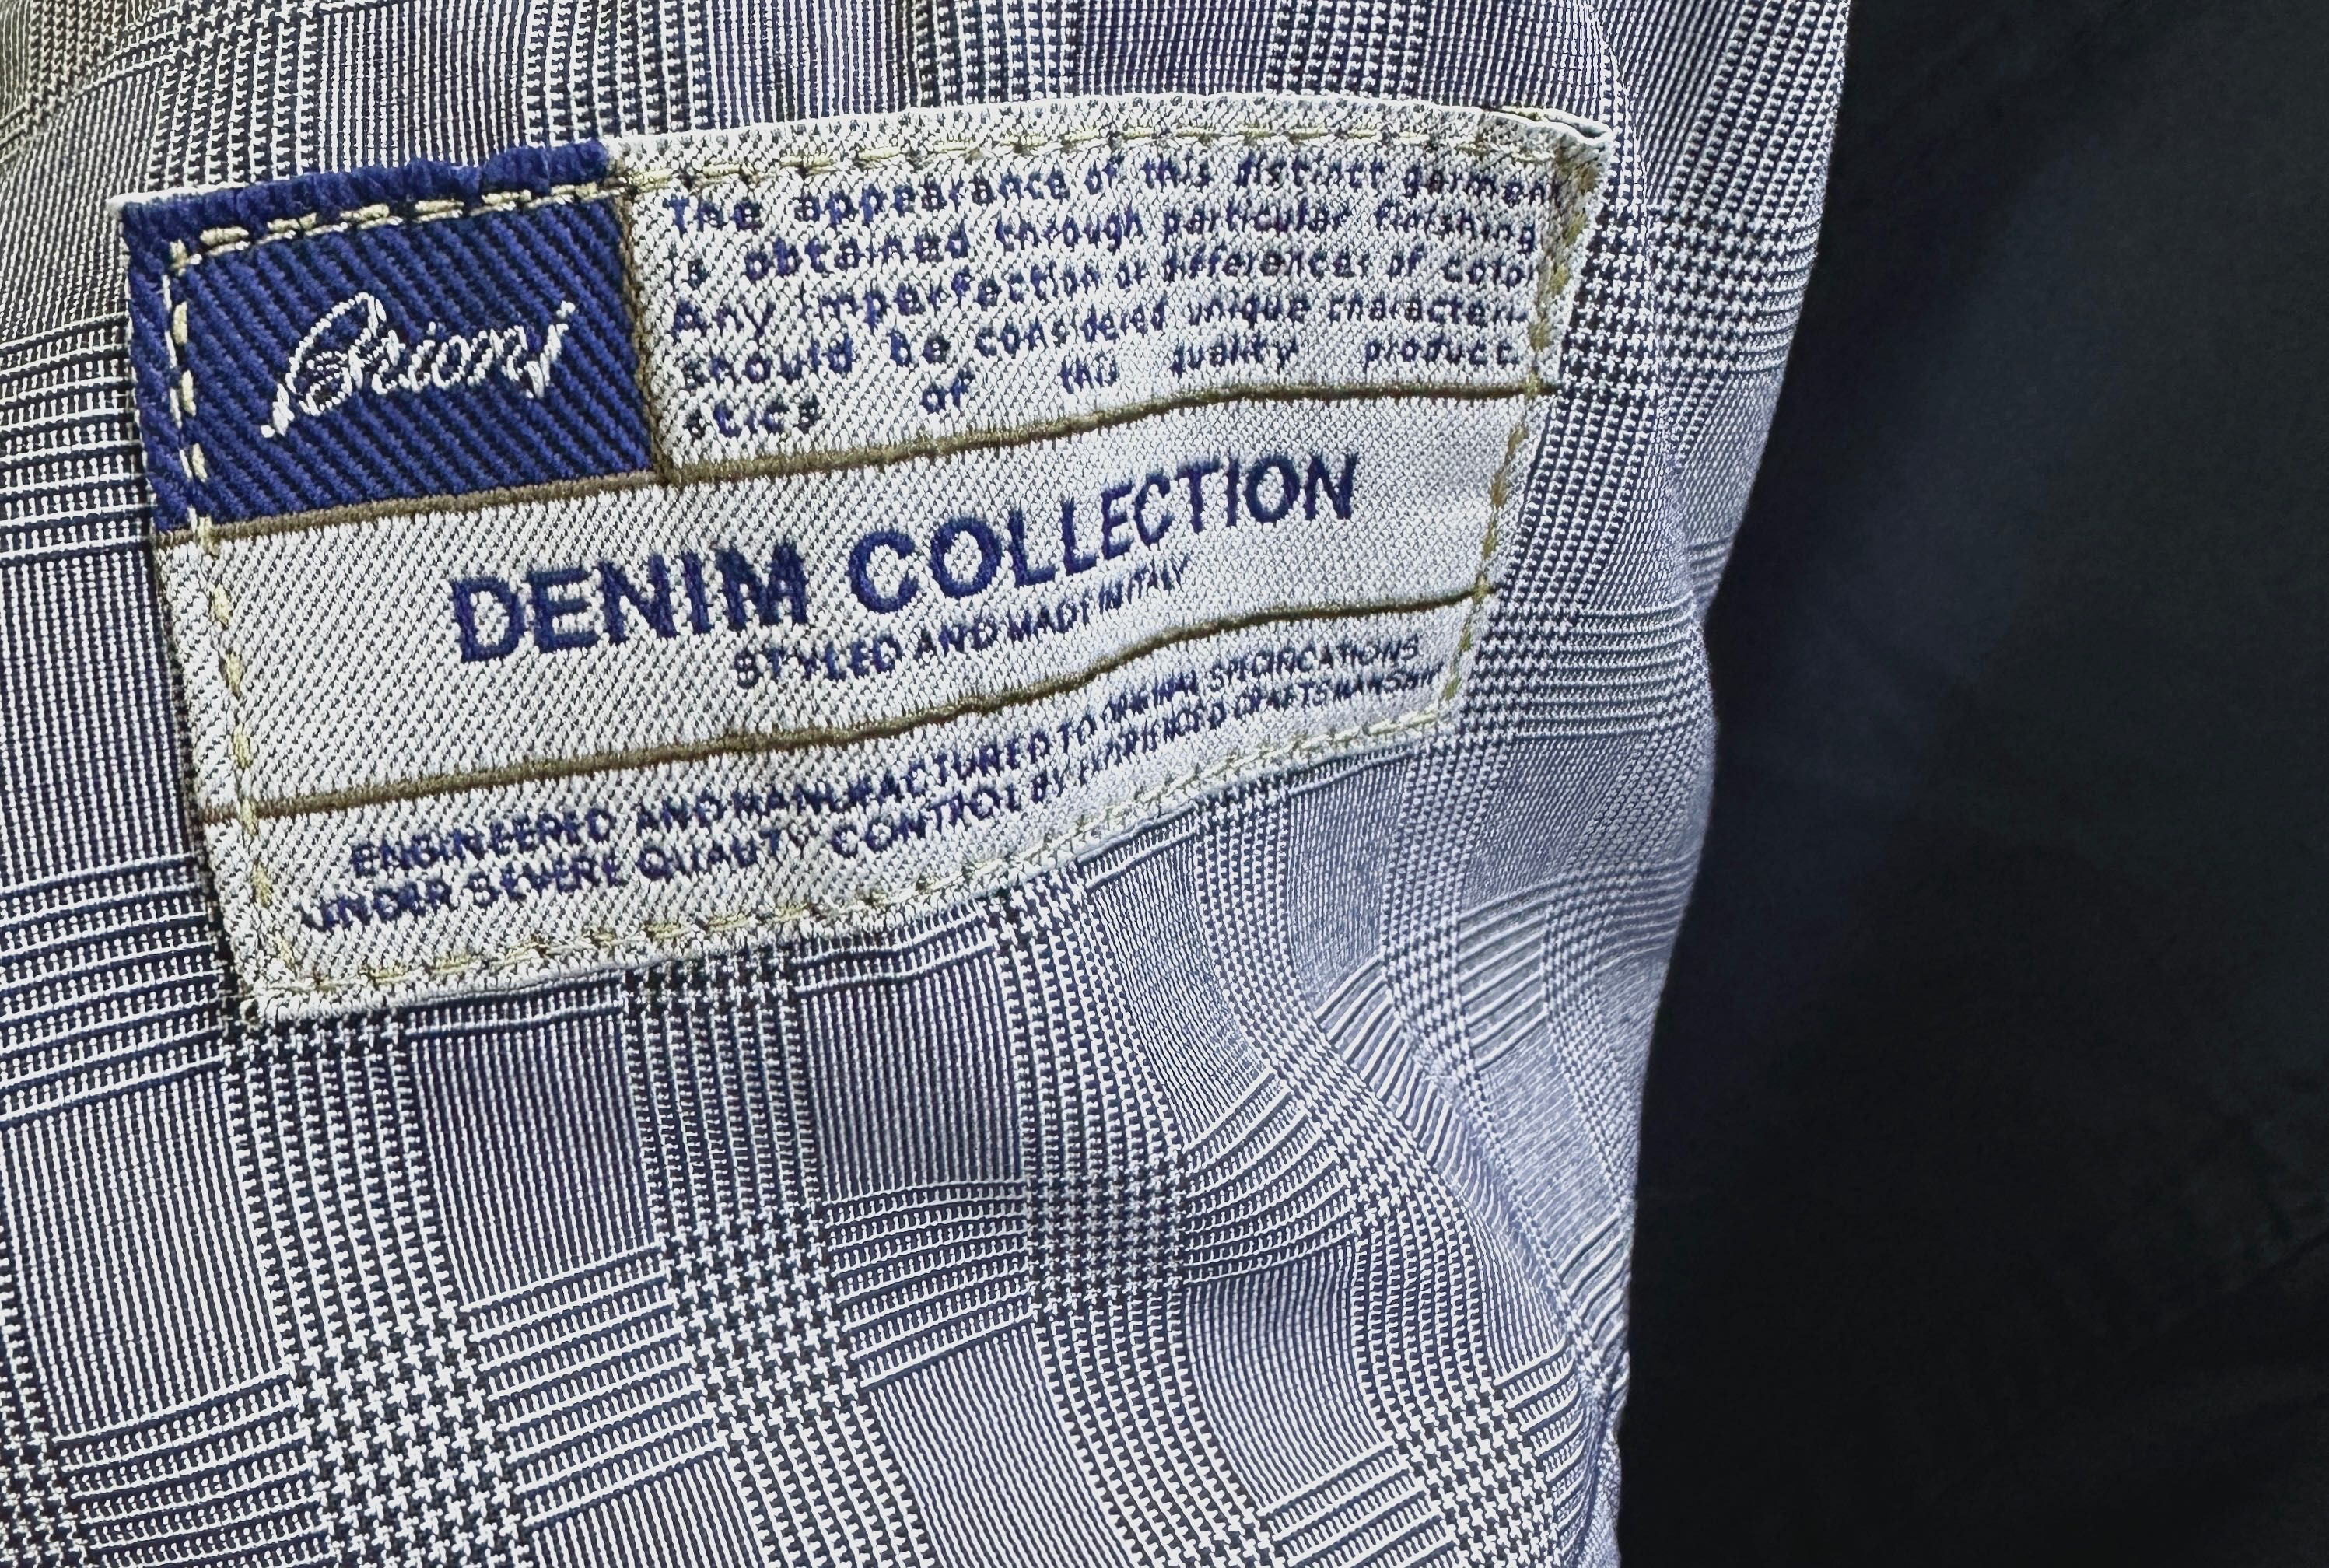 Brioni
The appearance of this distinct garment
is obtained through particular finishing
Any imperfection or differences of color
should be considered unique characteri-
stics of this quality product.
DENIM COLLECTION
STYLED AND MADE IN ITALY
ENGINEERED AND MANUFACTURED TO ORIGINAL SPECIFICATIONS
UNDER SEVERE QUALITY CONTROL BY EXPERIENCED CRAFTSMANSHIP